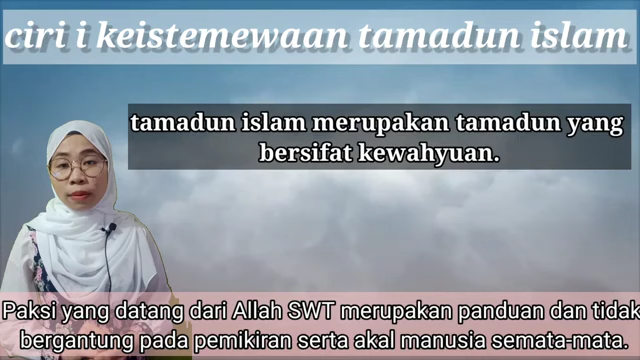 ciri i keistemewaan tamadun islam
tamadun islam merupakan tamadun yang
bersifat kewahyuan.
Paksi yang datang dari Allah SWT merupakan panduan dan tidak
bergantung pada pemikiran serta akal manusia semata-mata.